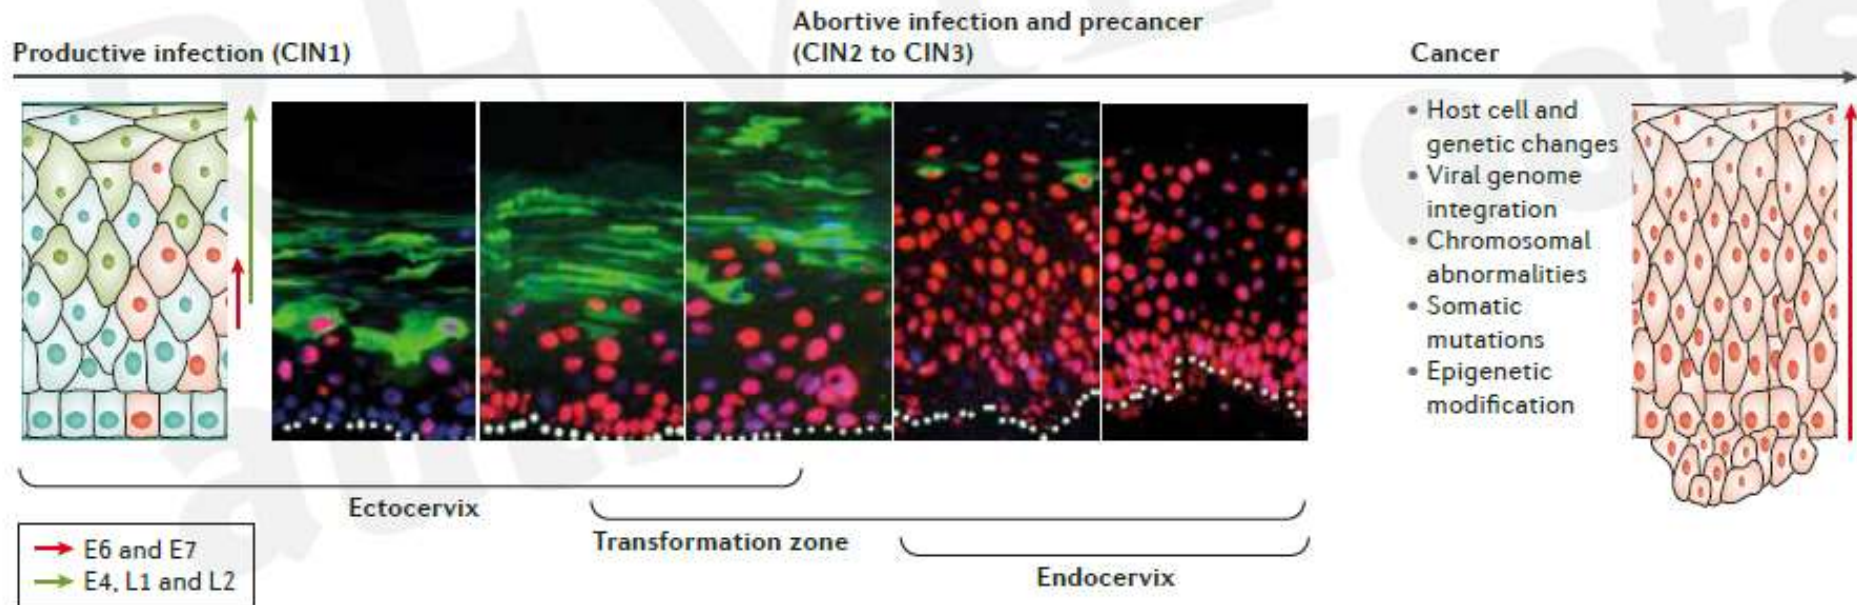 Abortive infection and precancer
Productive infection (CIN1)
(CIN2 to CIN3)
Cancer
• Host cell and
genetic changes
• Viral genome
integration
• Chromosomal
abnormalities
• Somatic
mutations
• Epigenetic
modification
Ectocervix
Transformation zone
Endocervix
E6 and E7
E4, L1 and L2